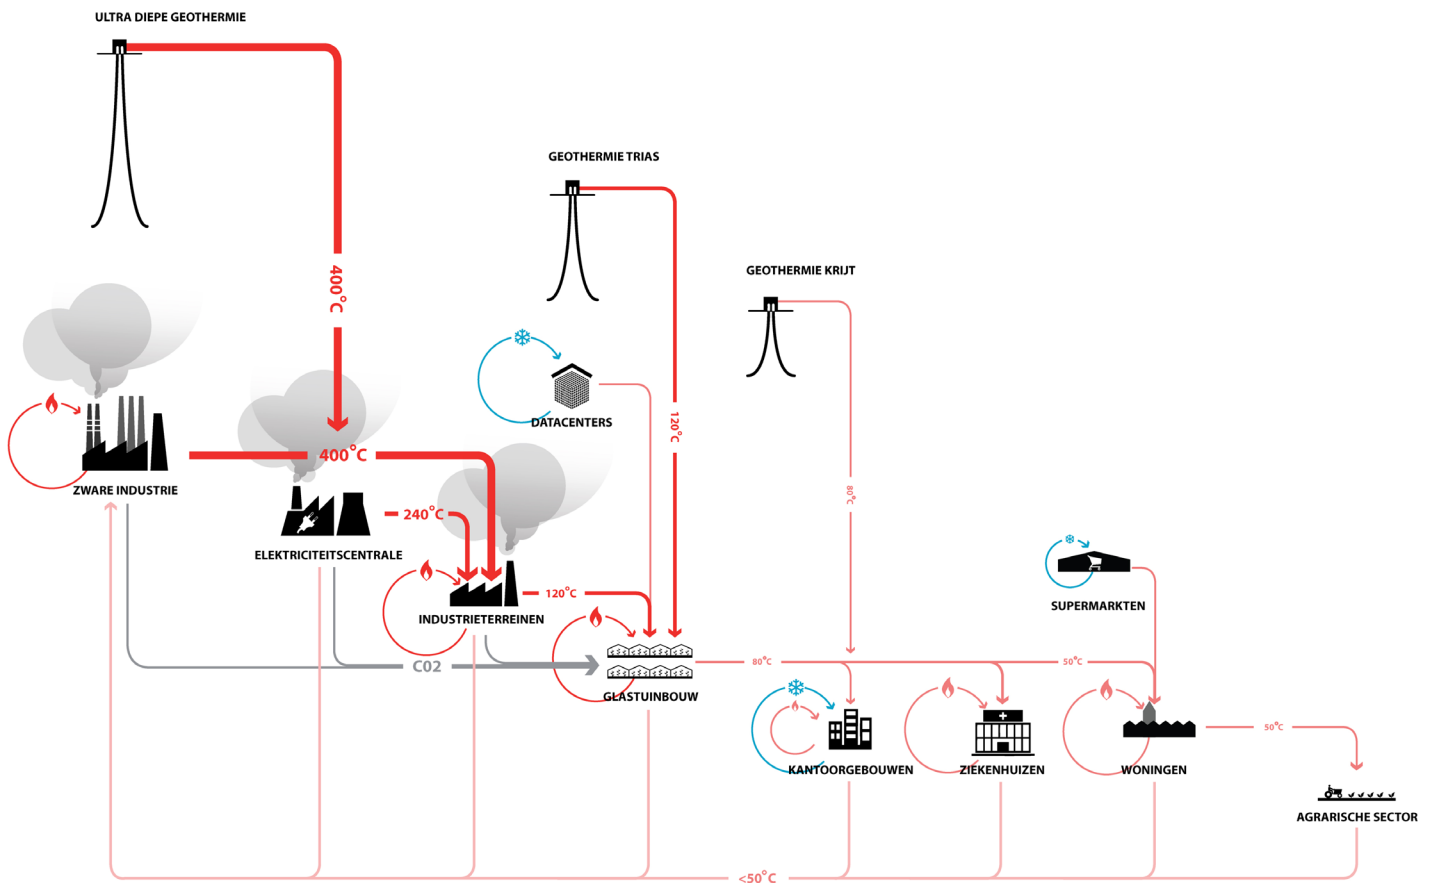 ULTRA DIEPE GEOTHERMIE
GEOTHERMIE TRIAS
GEOTHERMIE KRIJT
400°C
DATACENTERS
120°C
400°C
ZWARE INDUSTRIE
80°C
240°C
ELEKTRICITEITSCENTRALE
120°C
SUPERMARKTEN
INDUSTRIETERREINEN
C02
80°C
50°C
GLASTUINBOUW
50°C
KANTOORGEBOUWEN
ZIEKENHUIZEN
WONINGEN
AGRARISCHE SECTOR
<50°C